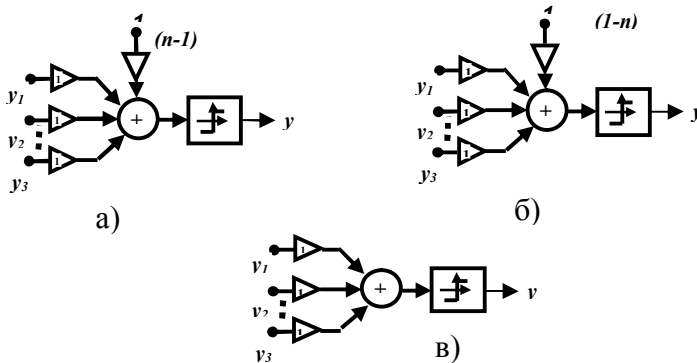 1
(n-1)
y1
1
v2
1
y3
1
+
y
а)
1
(1-n)
y1
1
v2
1
y3
1
+
y
б)
v1
1
v2
1
v3
1
+
v
в)